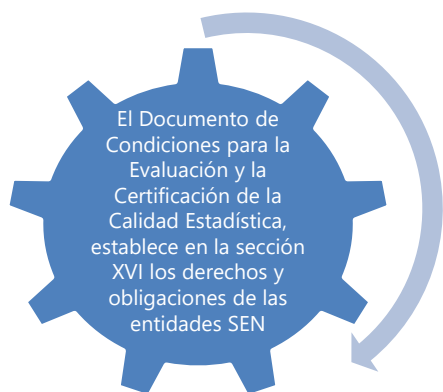 El Documento de
Condiciones para la
Evaluación y la
Certificación de la
Calidad Estadística,
establece en la sección
XVI los derechos y
obligaciones de las
entidades SEN